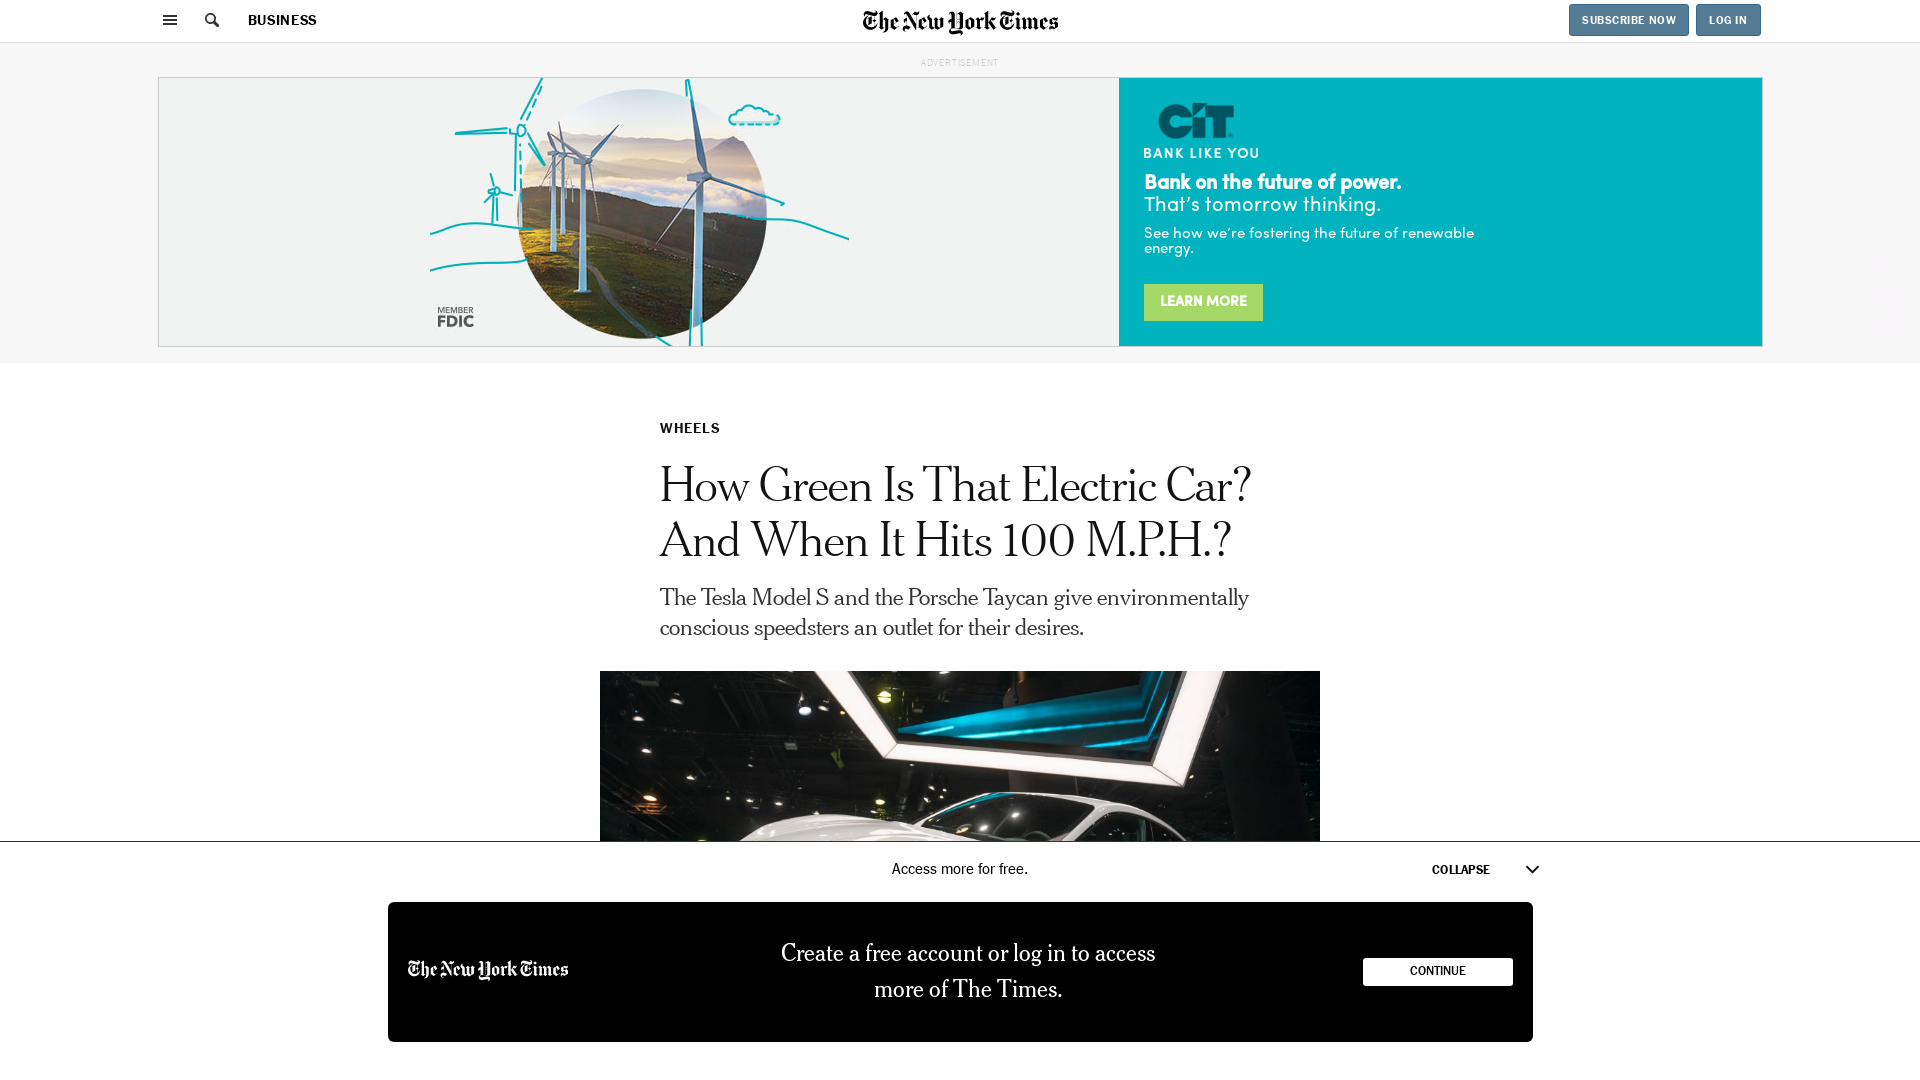 BUSINESS
The New York Times
SUBSCRIBE NOW
LOG IN
ADVERTISEMENT
CIT
BANK LIKE YOU
Bank on the future of power.
That's tomorrow thinking.
See how we're fostering the future of renewable
energy.
LEARN MORE
MEMBER
FDIC
WHEELS
How Green Is That Electric Car?
And When It Hits 100 M.P.H.?
The Tesla Model S and the Porsche Taycan give environmentally
conscious speedsters an outlet for their desires.
Access more for free.
COLLAPSE
The New York Times
Create a free account or log in to access
more of The Times.
CONTINUE